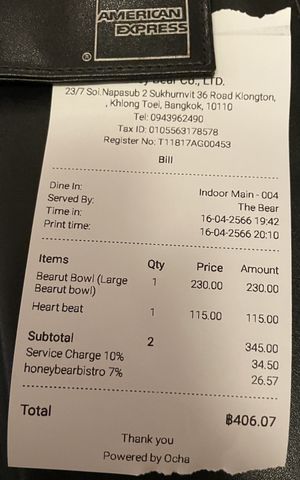 AMERICAN
EXPRESS
®
Bear Co., LTD.
23/7 Soi.Napasub 2 Sukhumvit 36 Road Klongton,
, Khlong Toei, Bangkok, 10110
Tel: 0943962490
Tax ID: 0105563178578
Register No: T11817AG00453
Bill
Dine In: Indoor Main - 004
Served By: The Bear
Time in: 16-04-2566 19:42
Print time: 16-04-2566 20:10
Items Qty Price Amount
Bearut Bowl (Large 1 230.00 230.00
Bearut bowl)
Heart beat 1 115.00 115.00
Subtotal 2 345.00
Service Charge 10% 34.50
honeybearbistro 7% 26.57
Total ฿406.07
Thank you
Powered by Ocha